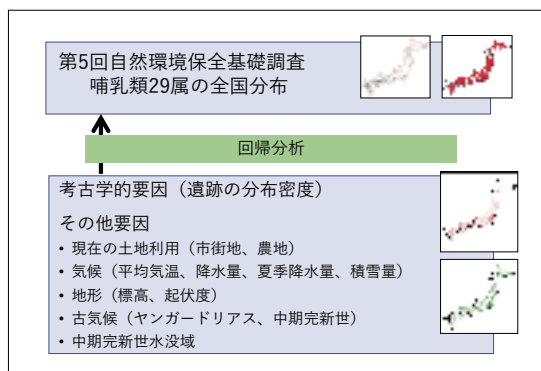 第5回自然環境保全基礎調査
哺乳類29属の全国分布
回帰分析
考古学的要因（遺跡の分布密度）
その他要因
• 現在の土地利用（市街地、農地）
• 気候（平均気温、降水量、夏季降水量、積雪量）
• 地形（標高、起伏度）
• 古気候（ヤンガードリアス、中期完新世）
• 中期完新世水没域